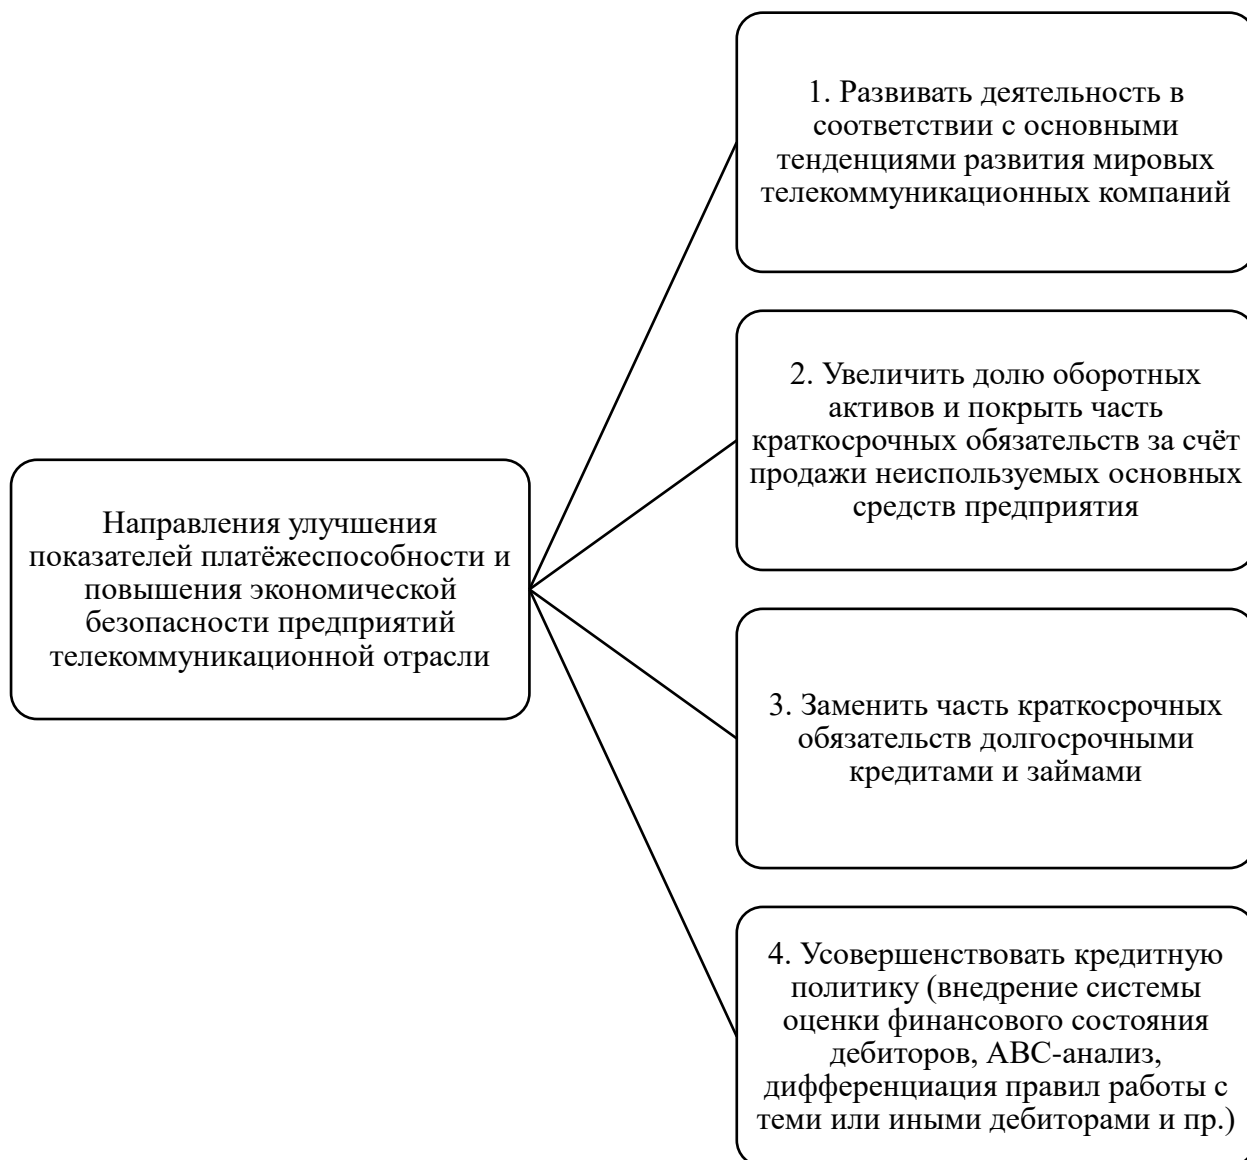 Направления улучшения
показателей платёжеспособности и
повышения экономической
безопасности предприятий
телекоммуникационной отрасли
1. Развивать деятельность в
соответствии с основными
тенденциями развития мировых
телекоммуникационных компаний
2. Увеличить долю оборотных
активов и покрыть часть
краткосрочных обязательств за счёт
продажи неиспользуемых основных
средств предприятия
3. Заменить часть краткосрочных
обязательств долгосрочными
кредитами и займами
4. Усовершенствовать кредитную
политику (внедрение системы
оценки финансового состояния
дебиторов, АВС-анализ,
дифференциация правил работы с
теми или иными дебиторами и пр.)